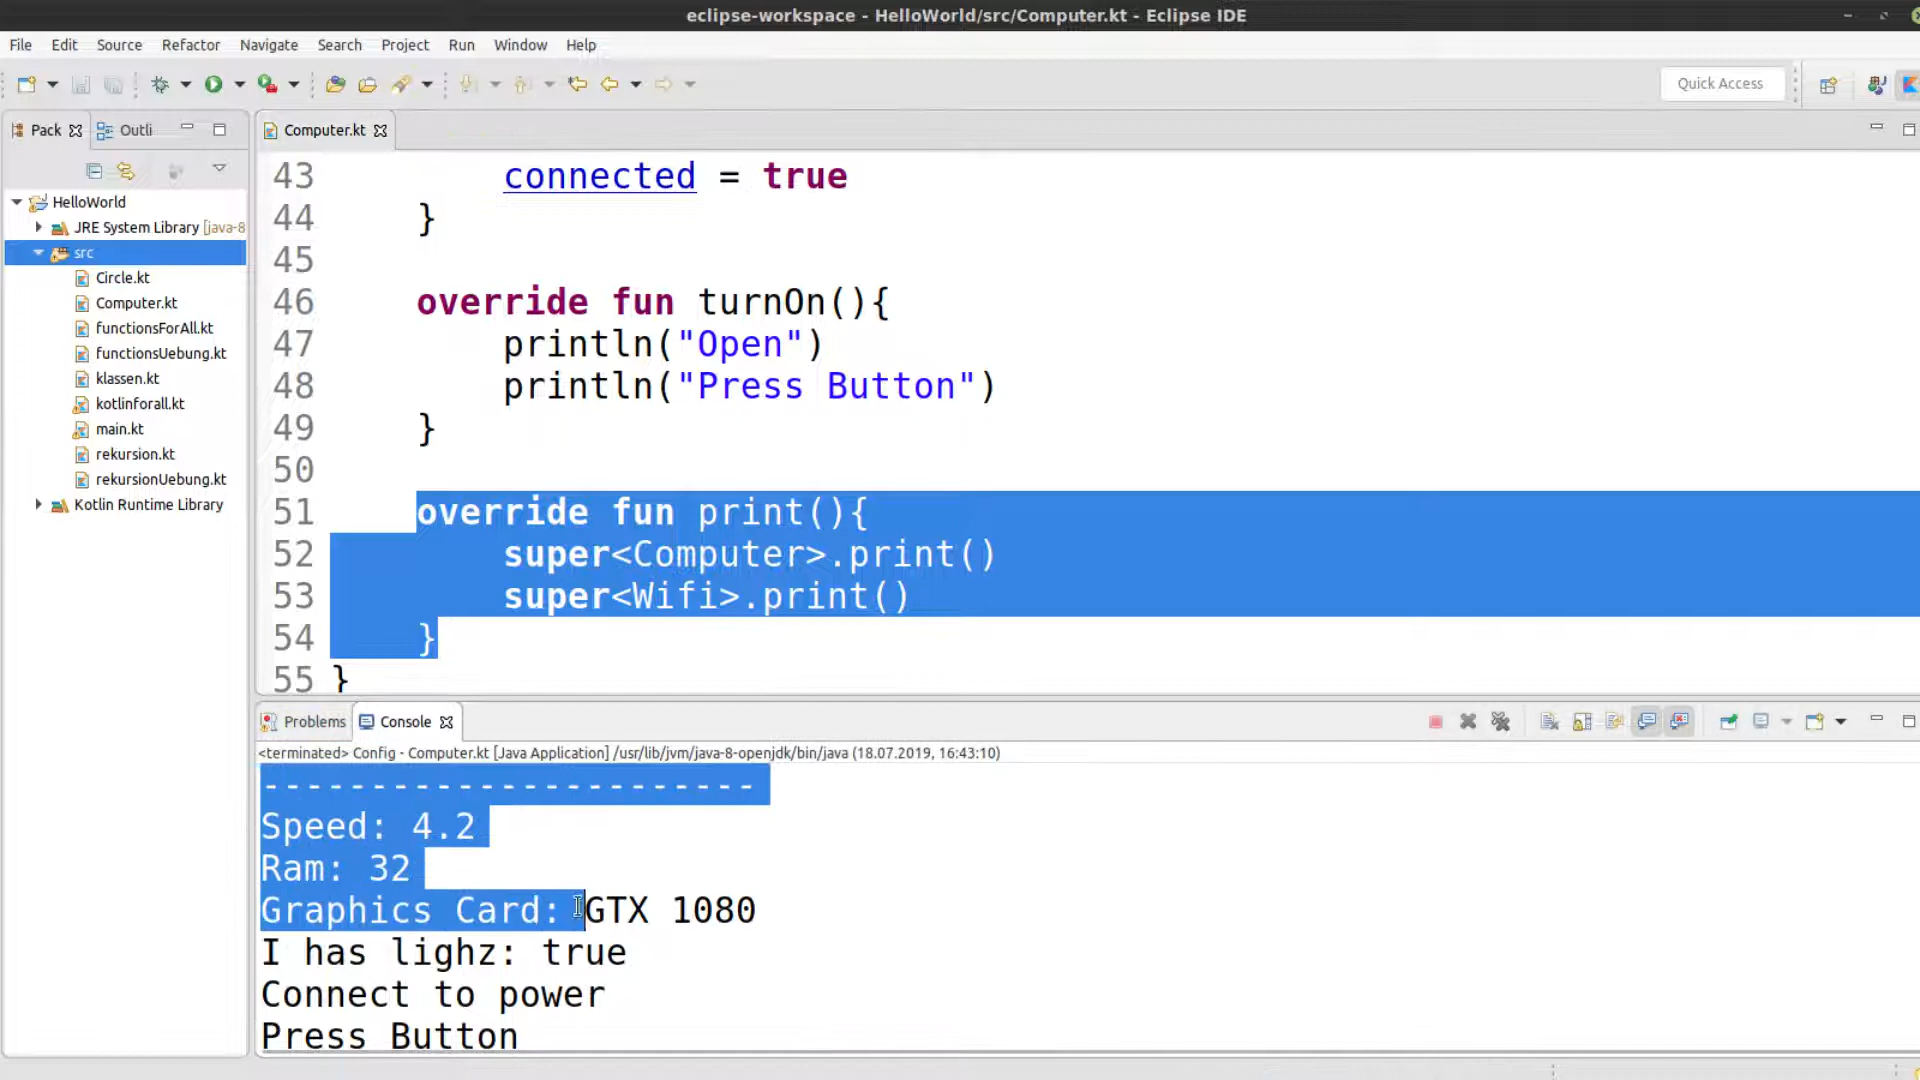 eclipse-workspace - HelloWorld/src/Computer.kt - Eclipse IDE
File Edit Source Refactor Navigate Search Project Run Window Help
Quick Access
Pack Outli
Computer.kt
HelloWorld
JRE System Library [java-8
src
Circle.kt
Computer.kt
functionsForAll.kt
functionsUebung.kt
klassen.kt
kotlinforall.kt
main.kt
rekursion.kt
rekursionUebung.kt
Kotlin Runtime Library
43 connected = true
44 }
45
46 override fun turnOn(){
47 println("Open")
48 println("Press Button")
49 }
50
51 override fun print(){
52 super<Computer>.print()
53 super<Wifi>.print()
54 }
55 }
Problems Console
<terminated> Config - Computer.kt [Java Application] /usr/lib/jvm/java-8-openjdk/bin/java (18.07.2019, 16:43:10)
-----------------------
Speed: 4.2
Ram: 32
Graphics Card: GTX 1080
I has lighz: true
Connect to power
Press Button